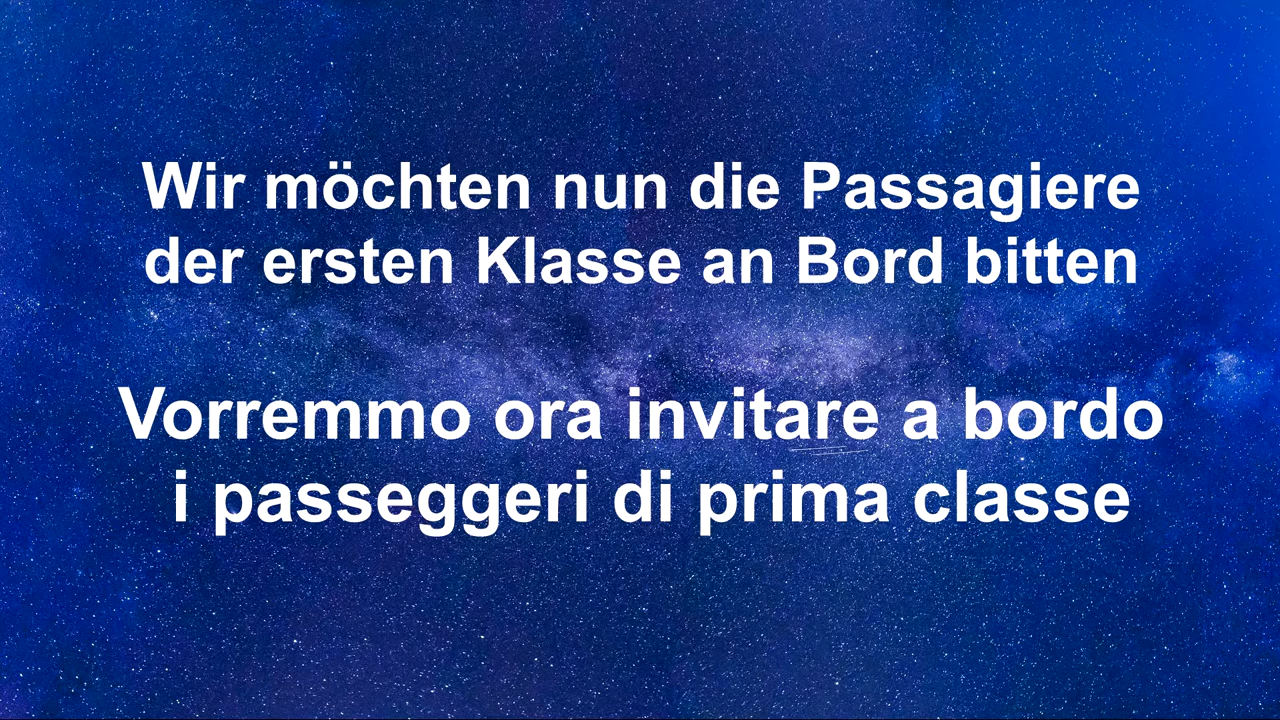 Wir möchten nun die Passagiere
der ersten Klasse an Bord bitten
Vorremmo ora invitare a bordo
i passeggeri di prima classe